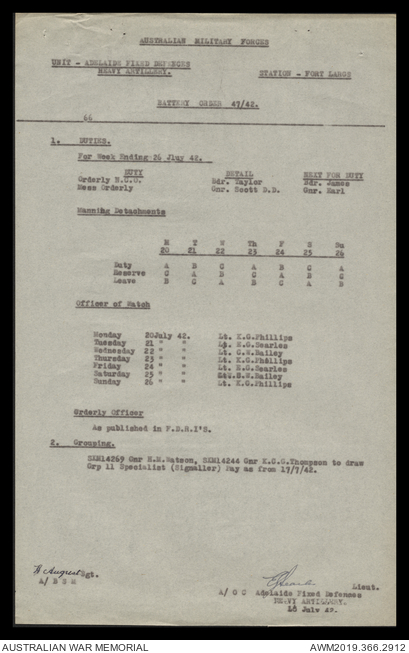 AUSTRALIAN MILITARY FORCES
UNIT - ADELAIDE FIXED DEFENCES
HEAVY ARTILLERY.
STATION - FORT LARGS
BATTERY ORDER 47/42.
66
1. DUTIES.
For Week Ending 26 Jluy 42.
DUTY DETAIL NEXT FOR DUTY
Orderly N.C.O. Bdr. Taylor Bdr. James
Mess Orderly Gnr. Scott D.D. Gnr. Earl
Manning Detachments
M T W Th F S Su
20 21 22 23 24 25 26
Duty A B C A B C A
Reserve C A B C A B C
Leave B C A B C A B
Officer of Watch
Monday 20July 42. Lt. K.G.Phillips
Tuesday 21 " " Lt. H.G.Searles
Wednesday 22 " " Lt. G.W.Bailey
Thursday 23 " " Lt. K.G.Phillips
Friday 24 " " Lt. H.G.Searles
Saturday 25 " " G.W.Bailey
Sunday 26 " " Lt. K.G.Phillips
Orderly Officer
As published in F.D.R.I'S.
2. Grouping.
SXM14269 Gnr H.M.Watson, SXM14244 Gnr K.C.G.Thompson to draw
Grp 11 Specialist (Signaller) Pay as from 17/7/42.
Sgt.
A/ B S M
Lieut.
A/ O C Adelaide Fixed Defences
HEAVY ARTILLERY.
18 July 42.
AUSTRALIAN WAR MEMORIAL
AWM2019.366.2912